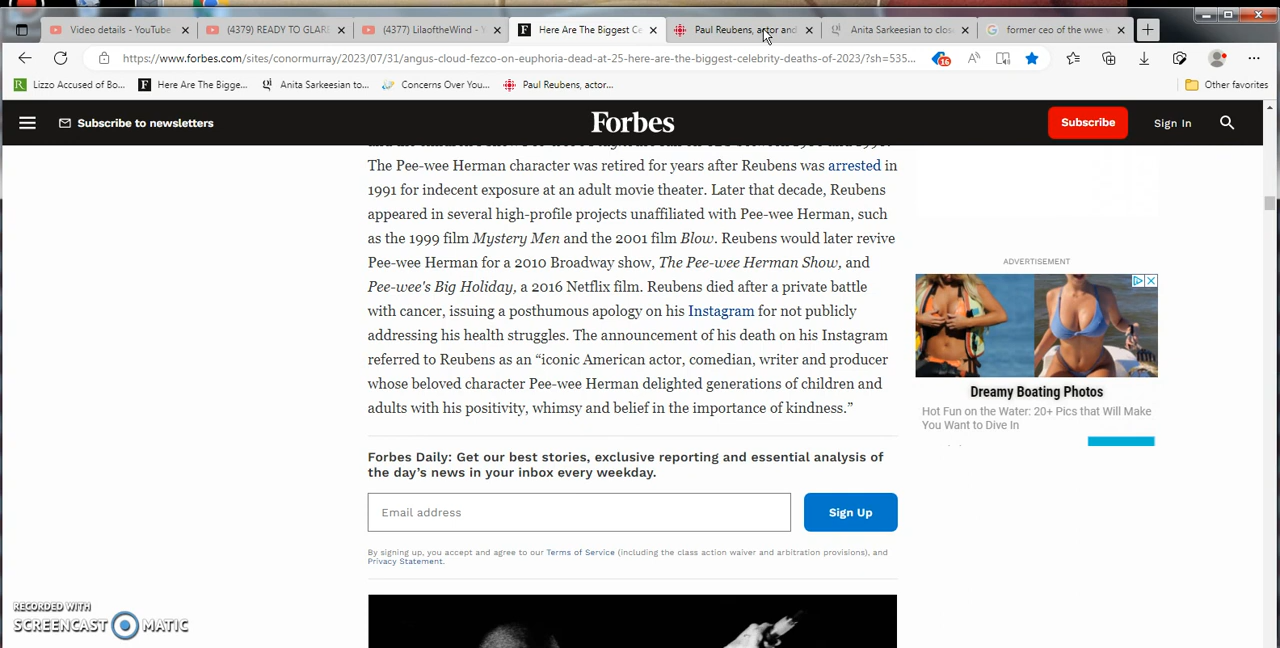 Video details - YouTube
(4379) READY TO GLARE
(4377) LilaoftheWind - Y
Here Are The Biggest Ce
Paul Reubens, actor and
Anita Sarkeesian to clos
former ceo of the wwe
https://www.forbes.com/sites/conormurray/2023/07/31/angus-cloud-fezco-on-euphoria-dead-at-25-here-are-the-biggest-celebrity-deaths-of-2023/?sh=535...
16
Lizzo Accused of Bo...
Here Are The Bigge...
Anita Sarkeesian to...
Concerns Over You...
Paul Reubens, actor...
Other favorites
Subscribe to newsletters
Forbes
Subscribe
Sign In
The Pee-wee Herman character was retired for years after Reubens was arrested in
1991 for indecent exposure at an adult movie theater. Later that decade, Reubens
appeared in several high-profile projects unaffiliated with Pee-wee Herman, such
as the 1999 film Mystery Men and the 2001 film Blow. Reubens would later revive
Pee-wee Herman for a 2010 Broadway show, The Pee-wee Herman Show, and
Pee-wee's Big Holiday, a 2016 Netflix film. Reubens died after a private battle
with cancer, issuing a posthumous apology on his Instagram for not publicly
addressing his health struggles. The announcement of his death on his Instagram
referred to Reubens as an “iconic American actor, comedian, writer and producer
whose beloved character Pee-wee Herman delighted generations of children and
adults with his positivity, whimsy and belief in the importance of kindness.”
ADVERTISEMENT
Dreamy Boating Photos
Hot Fun on the Water: 20+ Pics that Will Make
You Want to Dive In
Forbes Daily: Get our best stories, exclusive reporting and essential analysis of
the day’s news in your inbox every weekday.
Email address
Sign Up
By signing up, you accept and agree to our Terms of Service (including the class action waiver and arbitration provisions), and
Privacy Statement.
RECORDED WITH
SCREENCAST MATIC